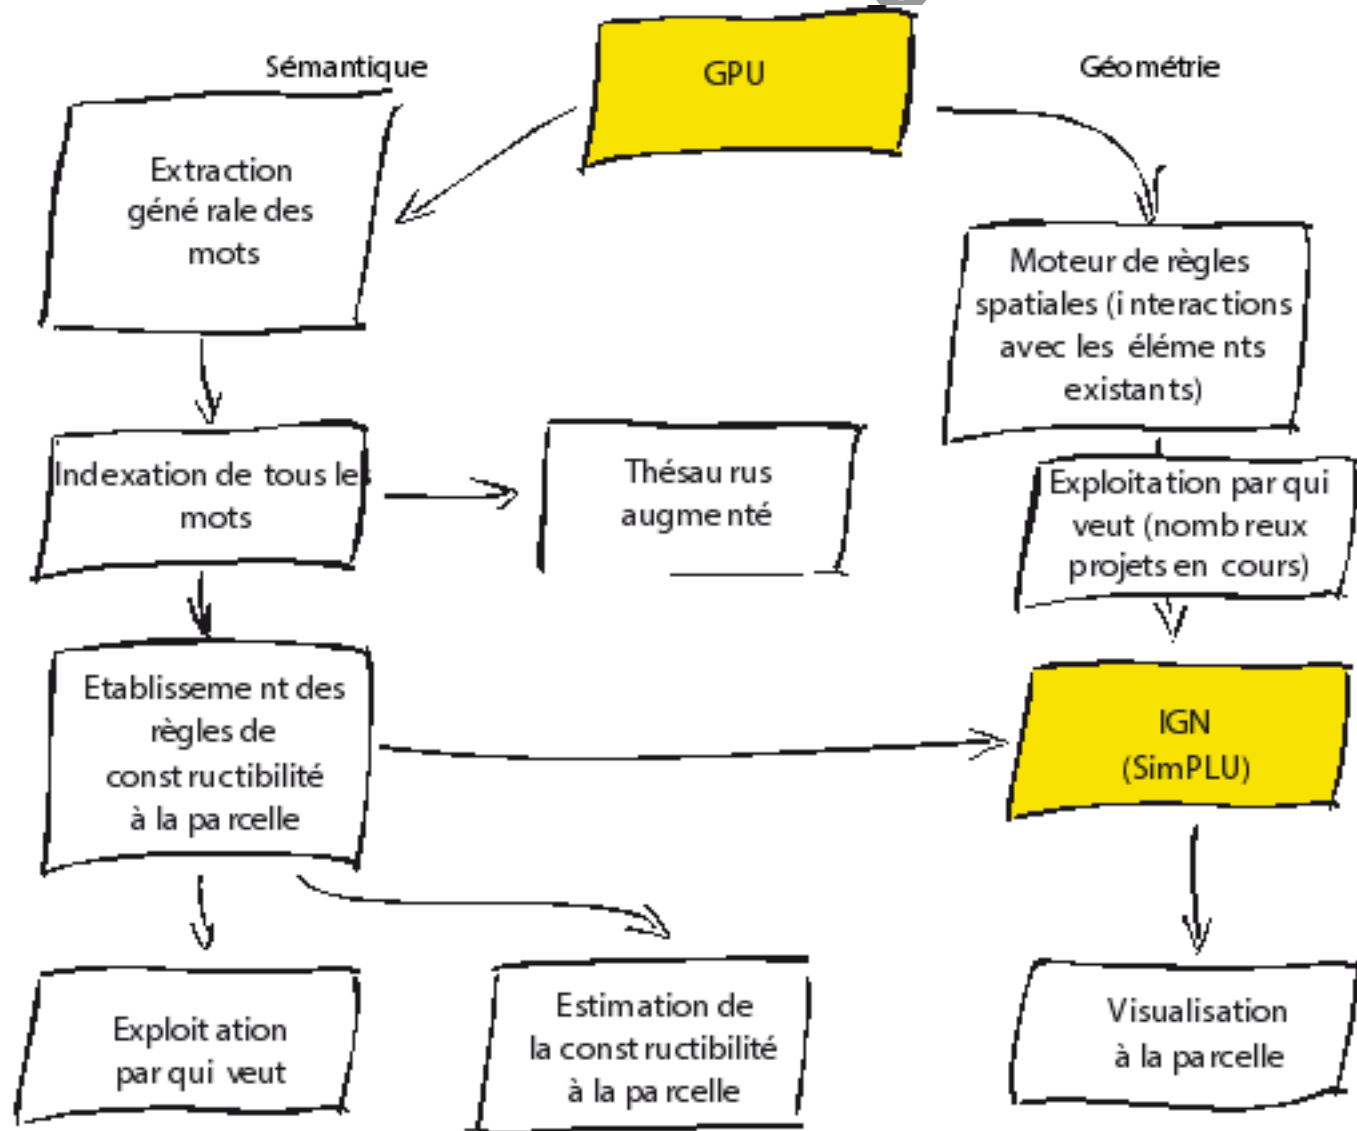 Sémantique
GPU
Géométrie
Extraction
générale des
mots
Moteur de règles
spatiales (interactions
avec les éléments
existants)
Indexation de tous les
mots
Thésaurus
augmenté
Exploitation par qui
veut (nombreux
projets en cours)
Etablissement des
règles de
constructibilité
à la parcelle
IGN
(SimPLU)
Exploitation
par qui veut
Estimation de
la constructibilité
à la parcelle
Visualisation
à la parcelle